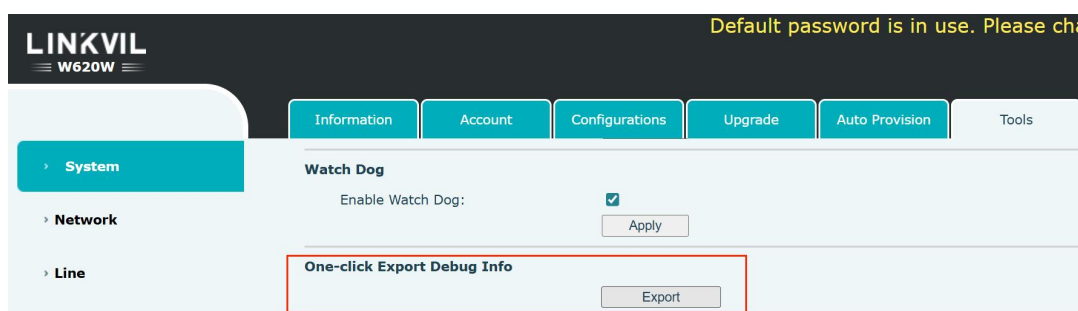 Default password is in use. Please cha
LINKVIL
W620W
Information Account Configurations Upgrade Auto Provision Tools
System
Watch Dog
Enable Watch Dog:
Network
Apply
Line
One-click Export Debug Info
Export